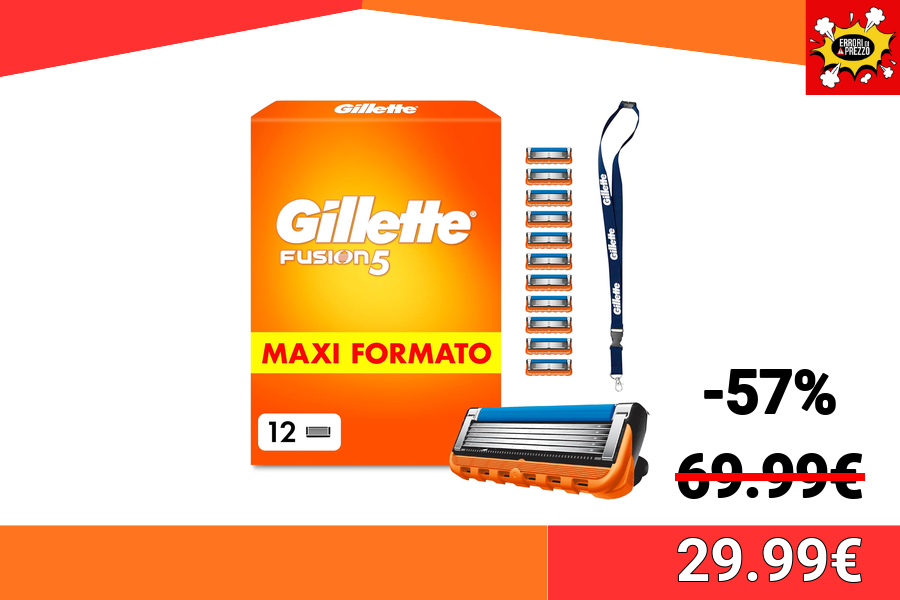 ERRORI DI
PREZZO
Gillette
Gillette®
FUSION5
MAXI FORMATO
12
Gillette
Gillette
Gillette
-57%
69.99€
29.99€